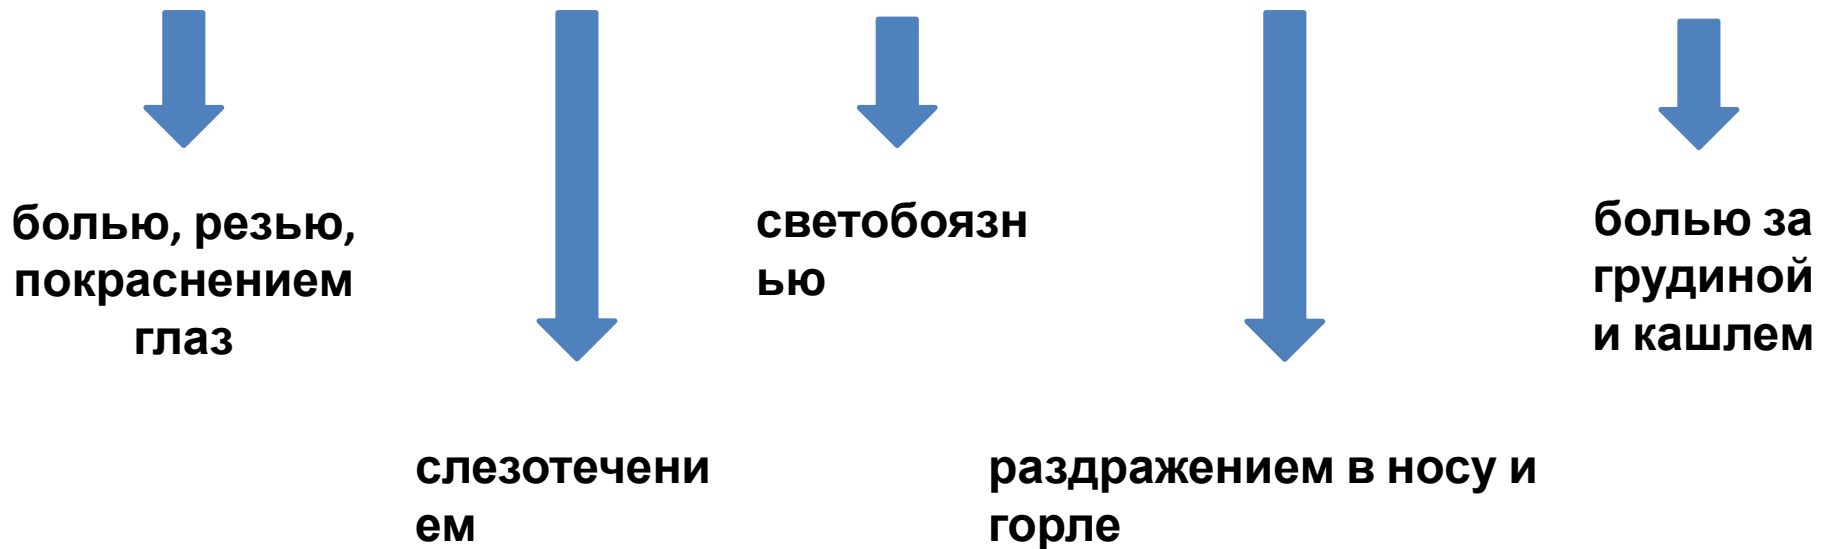 болью, резью,
покраснением
глаз
слезотечени
ем
светобоязн
ью
раздражением в носу и
горле
болью за
грудиной
и кашлем